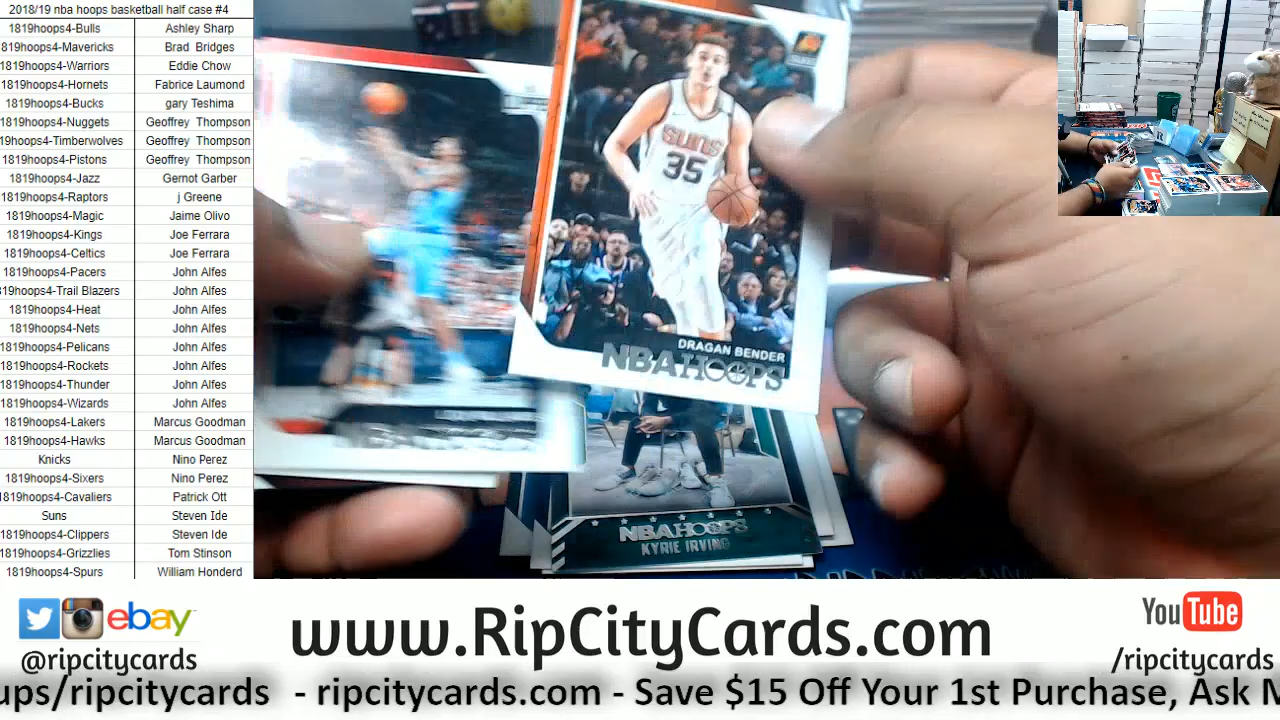 2018/19 nba hoops basketball half case #4
1819hoops4-Bulls Ashley Sharp
819hoops4-Mavericks Brad Bridges
1819hoops4-Warriors Eddie Chow
1819hoops4-Hornets Fabrice Laumond
1819hoops4-Bucks gary Teshima
1819hoops4-Nuggets Geoffrey Thompson
9hoops4-Timberwolves Geoffrey Thompson
1819hoops4-Pistons Geoffrey Thompson
1819hoops4-Jazz Gernot Garber
1819hoops4-Raptors j Greene
1819hoops4-Magic Jaime Olivo
1819hoops4-Kings Joe Ferrara
1819hoops4-Celtics Joe Ferrara
1819hoops4-Pacers John Alfes
19hoops4-Trail Blazers John Alfes
1819hoops4-Heat John Alfes
1819hoops4-Nets John Alfes
1819hoops4-Pelicans John Alfes
1819hoops4-Rockets John Alfes
1819hoops4-Thunder John Alfes
1819hoops4-Wizards John Alfes
1819hoops4-Lakers Marcus Goodman
1819hoops4-Hawks Marcus Goodman
Knicks Nino Perez
1819hoops4-Sixers Nino Perez
1819hoops4-Cavaliers Patrick Ott
Suns Steven Ide
1819hoops4-Clippers Steven Ide
1819hoops4-Grizzlies Tom Stinson
1819hoops4-Spurs William Honderd
SUNS
35
DRAGAN BENDER
NBA HOOPS
NBA HOOPS
KYRIE IRVING
ebay
@ripcitycards
www.RipCityCards.com
YouTube
/ripcitycards
ups/ripcitycards - ripcitycards.com - Save $15 Off Your 1st Purchase, Ask M